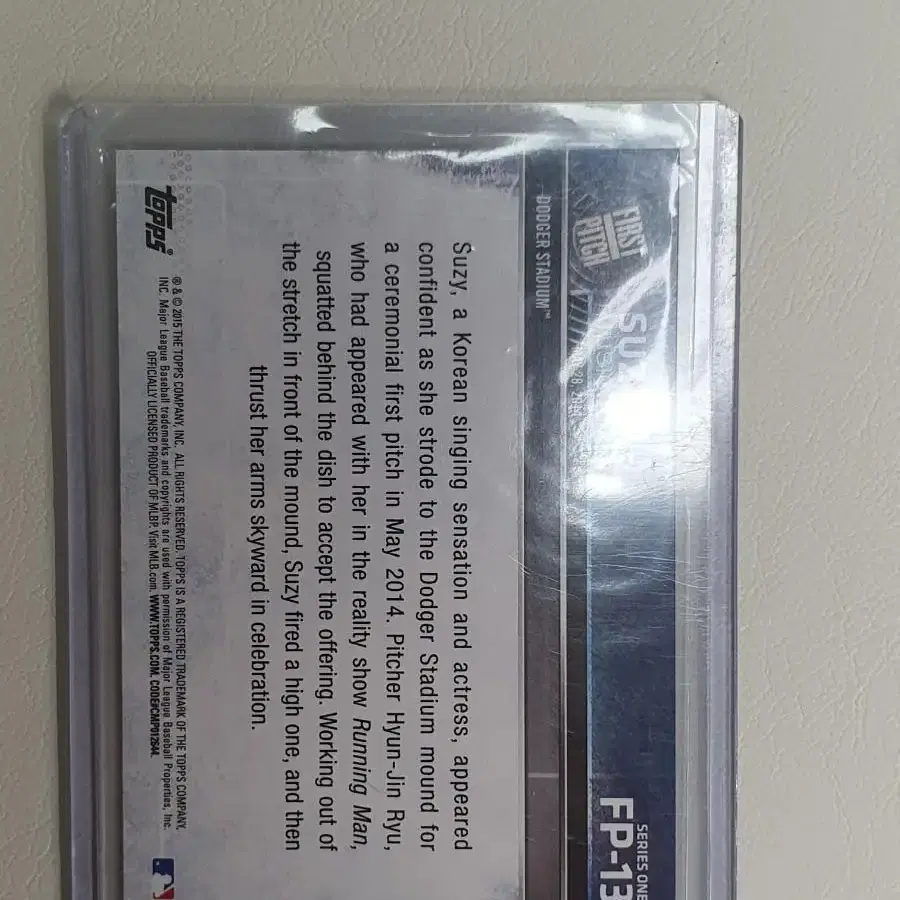 SERIES ONE
FP-13
FIRST
PITCH
DODGER STADIUM™
Suzy, a Korean singing sensation and actress, appeared
confident as she strode to the Dodger Stadium mound for
a ceremonial first pitch in May 2014. Pitcher Hyun-Jin Ryu,
who had appeared with her in the reality show Running Man,
squatted behind the dish to accept the offering. Working out of
the stretch in front of the mound, Suzy fired a high one, and then
thrust her arms skyward in celebration.
topps®
® & © 2015 THE TOPPS COMPANY, INC. ALL RIGHTS RESERVED. TOPPS IS A REGISTERED TRADEMARK OF THE TOPPS COMPANY,
INC. Major League Baseball trademarks and copyrights are used with permission of Major League Baseball Properties, Inc.
OFFICIALLY LICENSED PRODUCT OF MLBP. Visit MLB.com. WWW.TOPPS.COM. CODE#CMP012644.